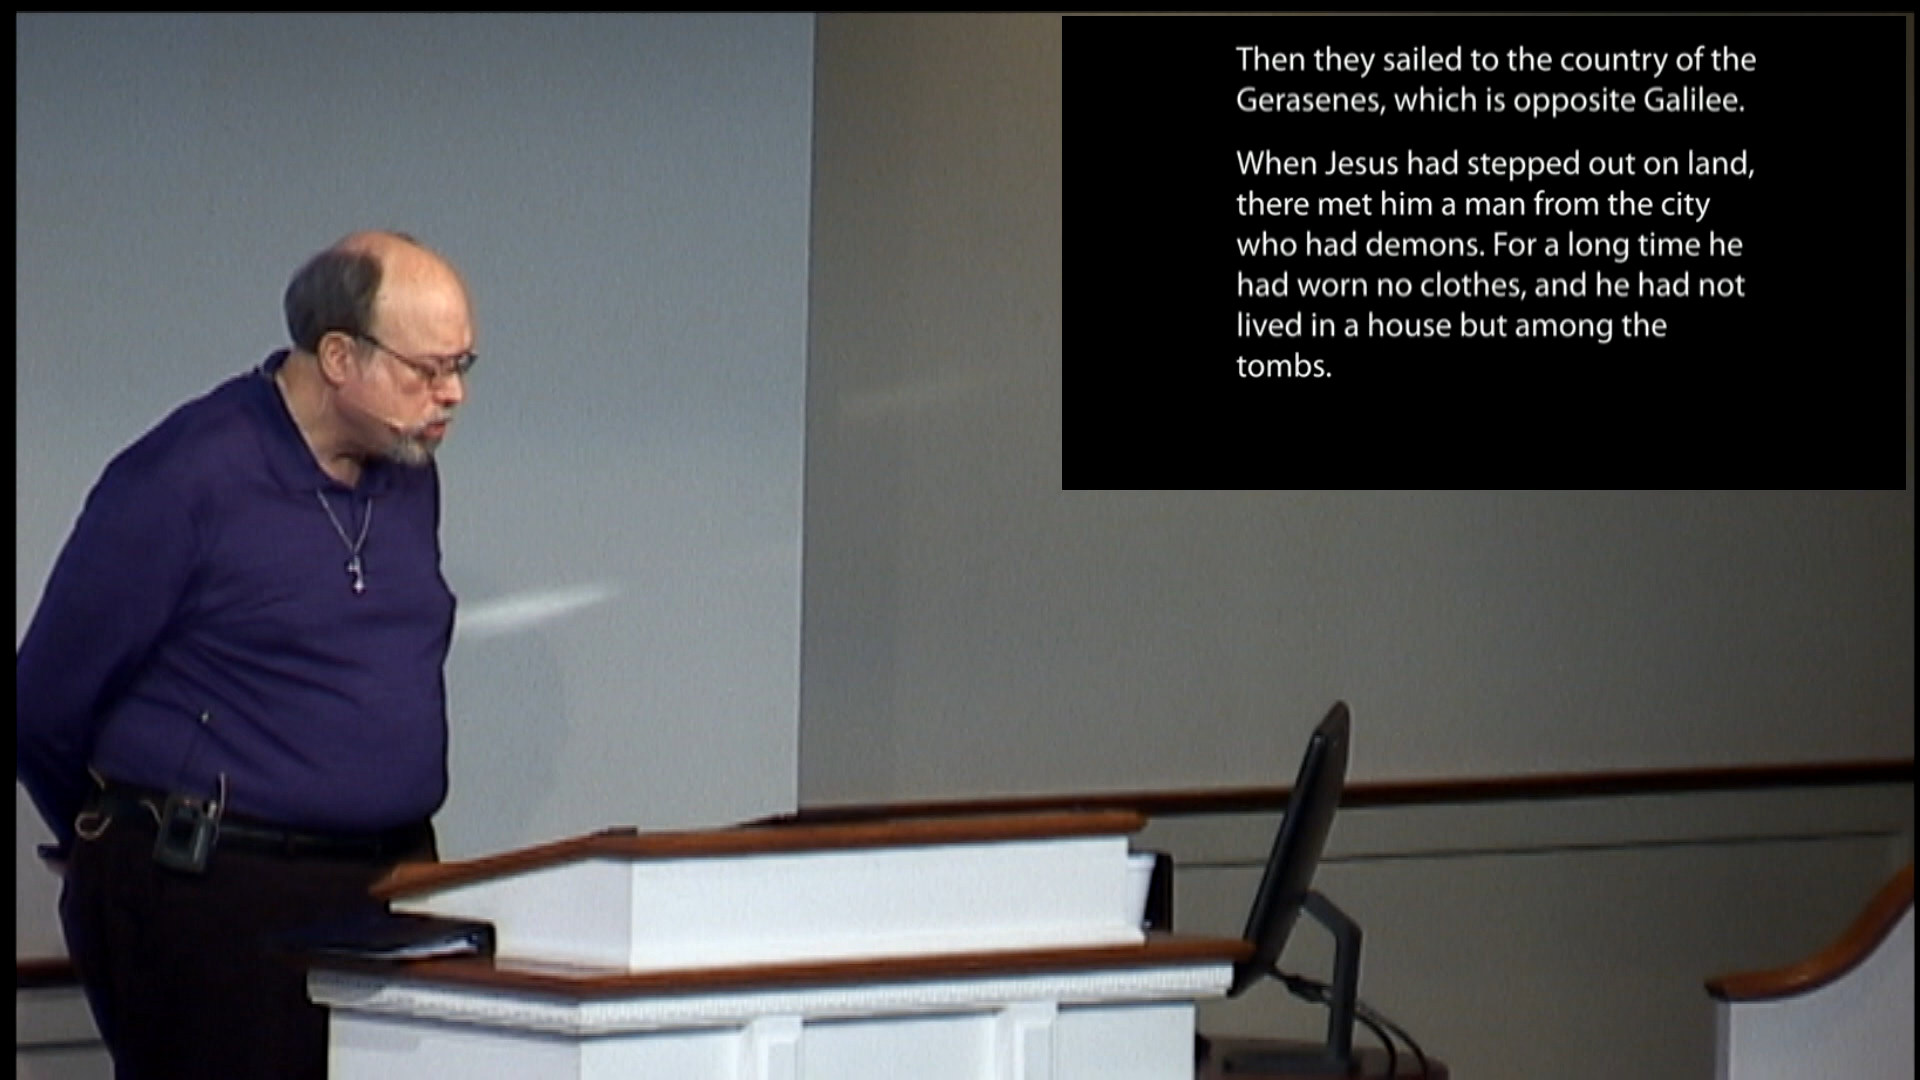 Then they sailed to the country of the
Gerasenes, which is opposite Galilee.
When Jesus had stepped out on land,
there met him a man from the city
who had demons. For a long time he
had worn no clothes, and he had not
lived in a house but among the
tombs.